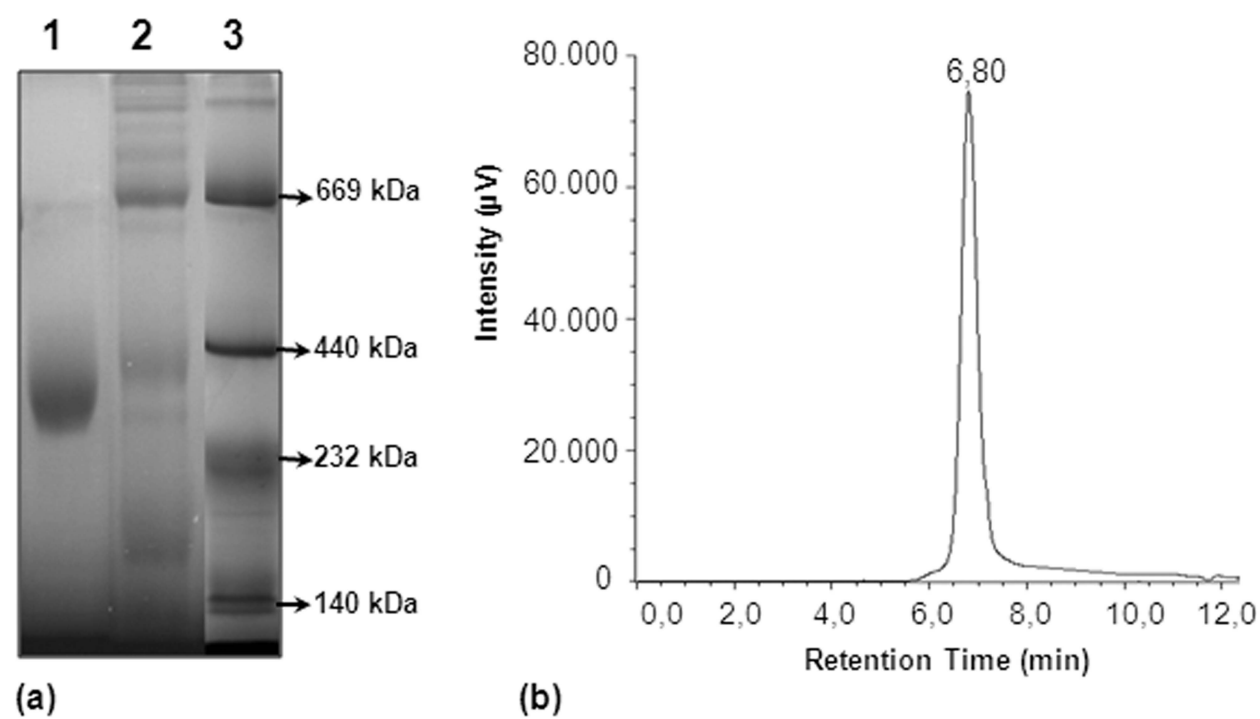 1 2 3
669 kDa
440 kDa
232 kDa
140 kDa
(a)
80.000
60.000
40.000
20.000
0
Intensity (µV)
6,80
0,0 2,0 4,0 6,0 8,0 10,0 12,0
Retention Time (min)
(b)